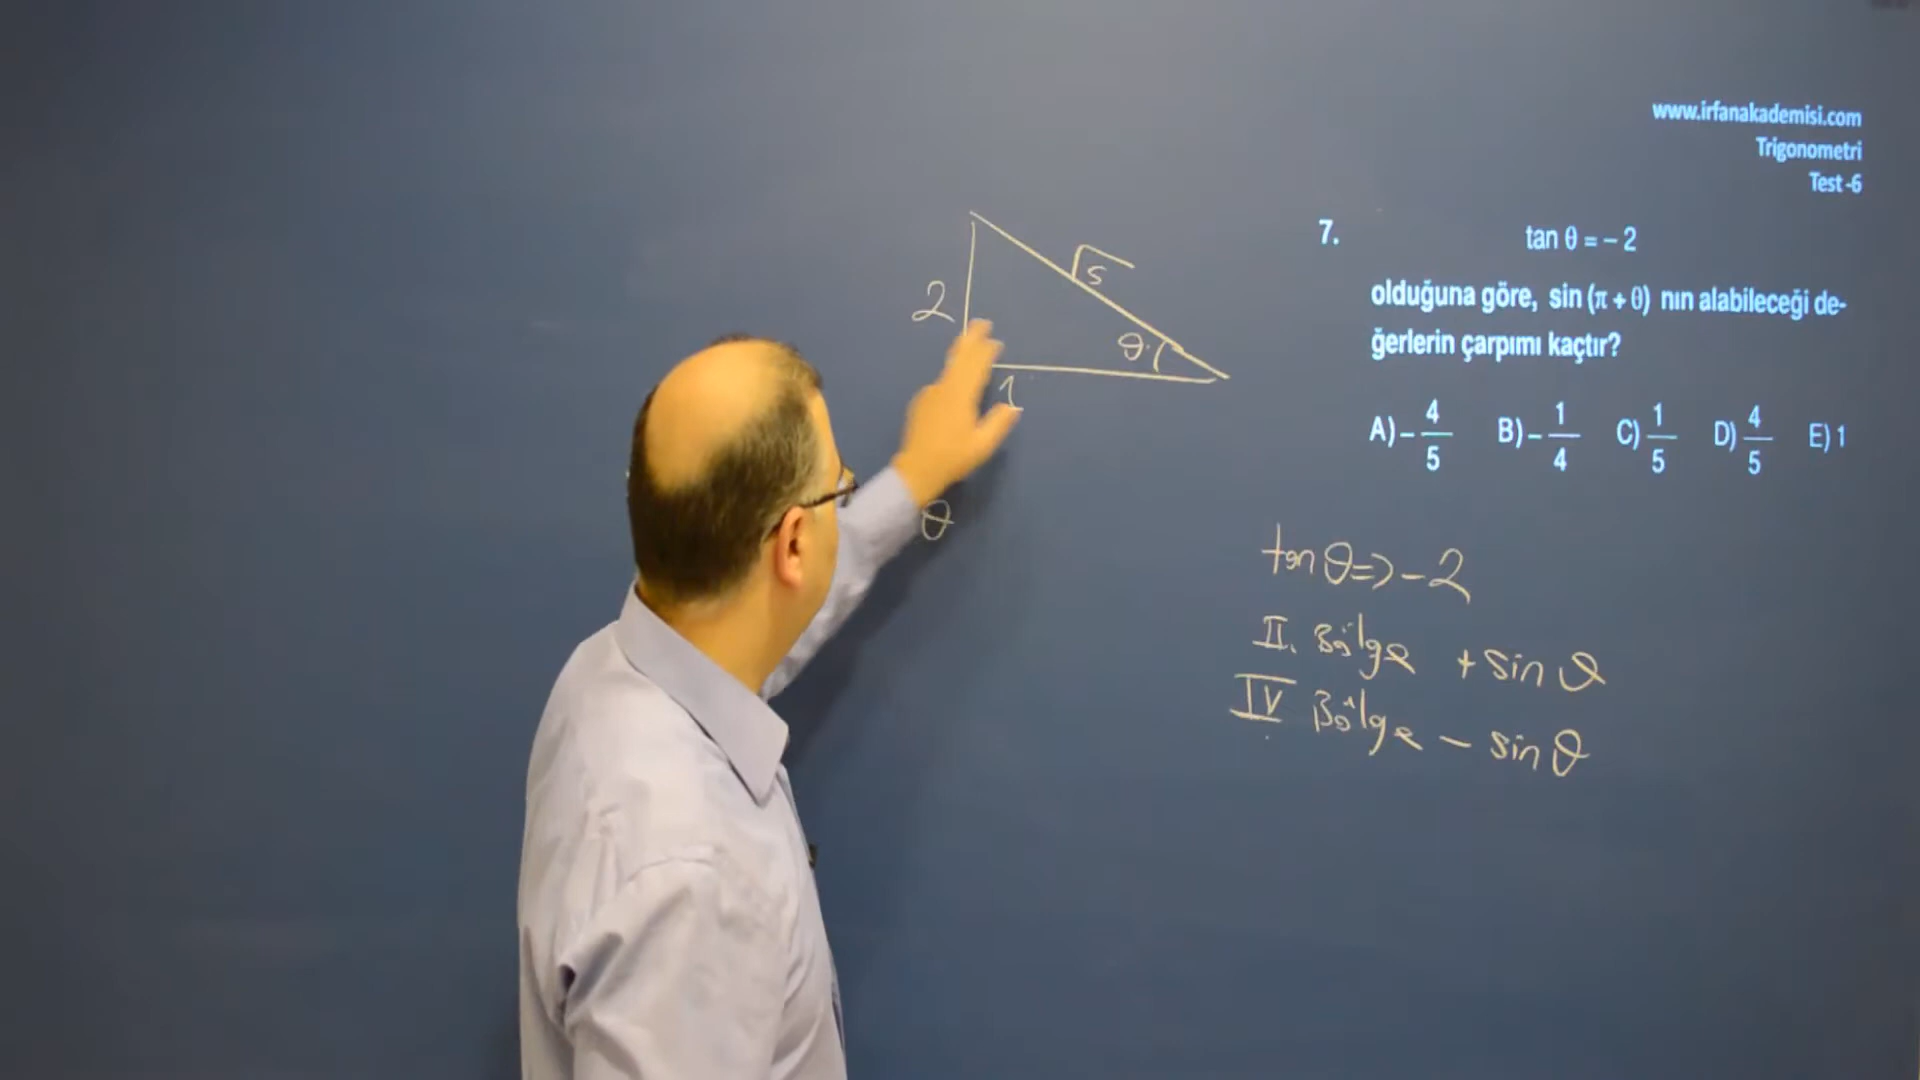 www.irfanakademisi.com
Trigonometri
Test -6
7.
tan θ = – 2
olduğuna göre, sin (π + θ) nın alabileceği de-
ğerlerin çarpımı kaçtır?
A) – 4/5 B) – 1/4 C) 1/5 D) 4/5 E) 1
2
√5
θ
1
θ
tan θ => – 2
II. Bölge + sin θ
IV Bölge – sin θ